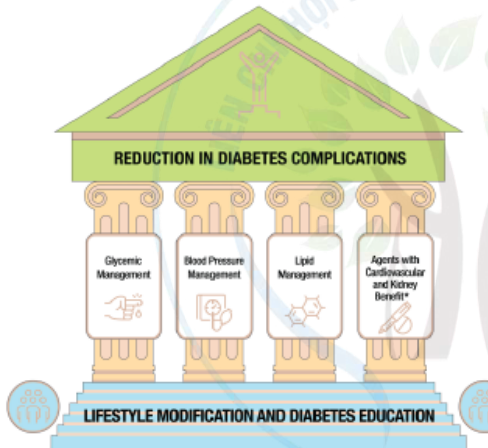 REDUCTION IN DIABETES COMPLICATIONS
Glycemic
Management
Blood Pressure
Management
Lipid
Management
Agents with
Cardiovascular
and Kidney
Benefit*
LIFESTYLE MODIFICATION AND DIABETES EDUCATION